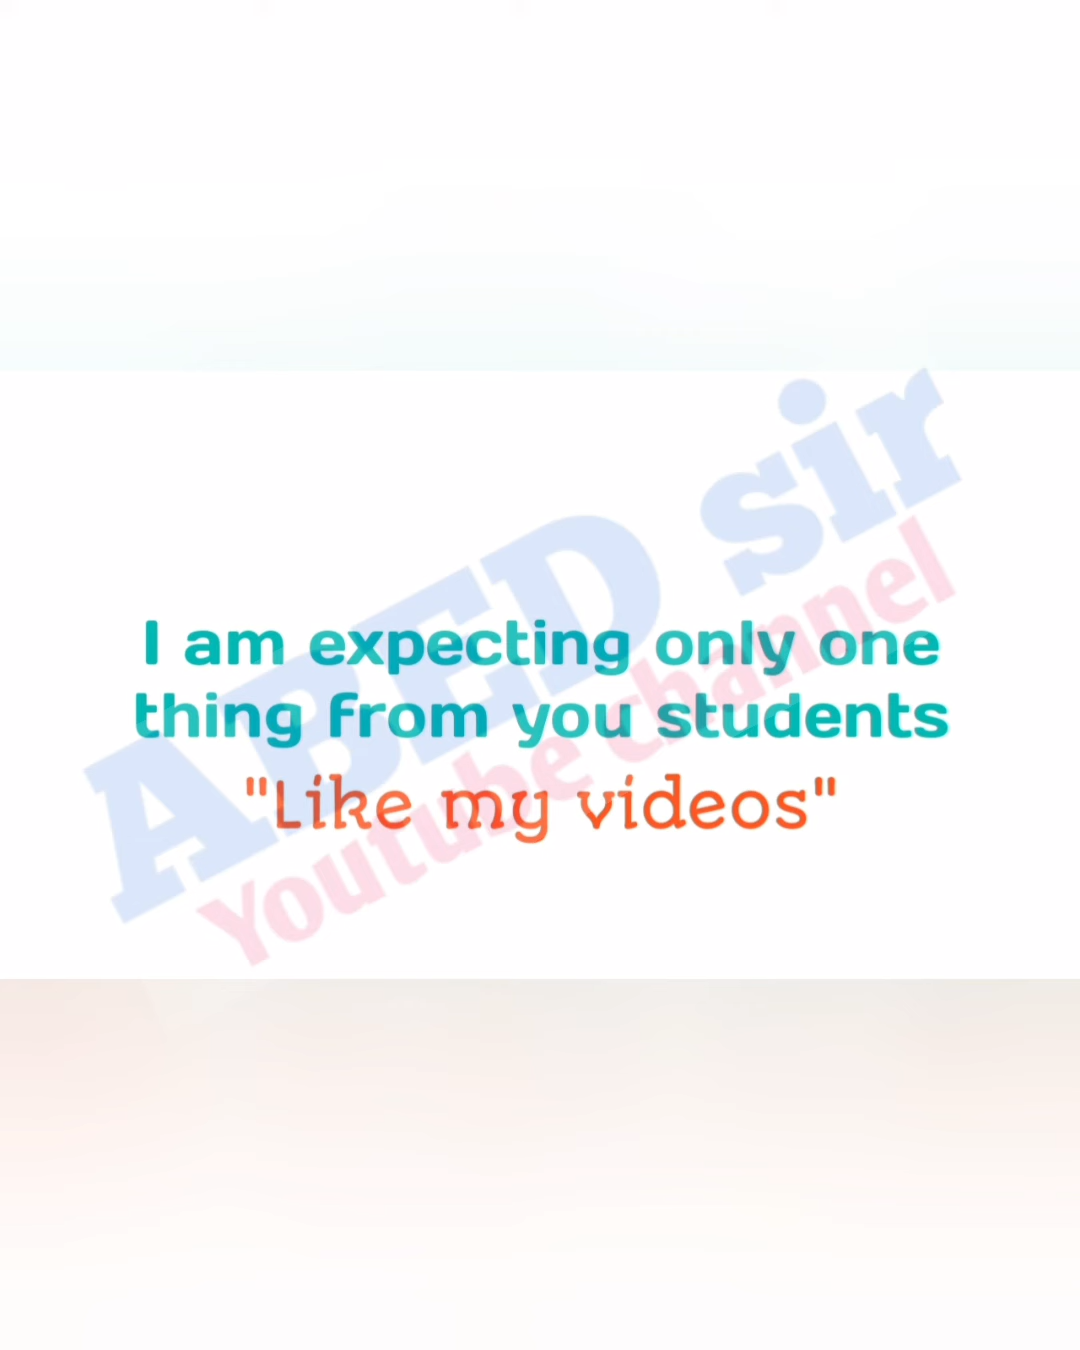 ABED sir
Youtube channel
I am expecting only one
thing from you students
"Like my videos"